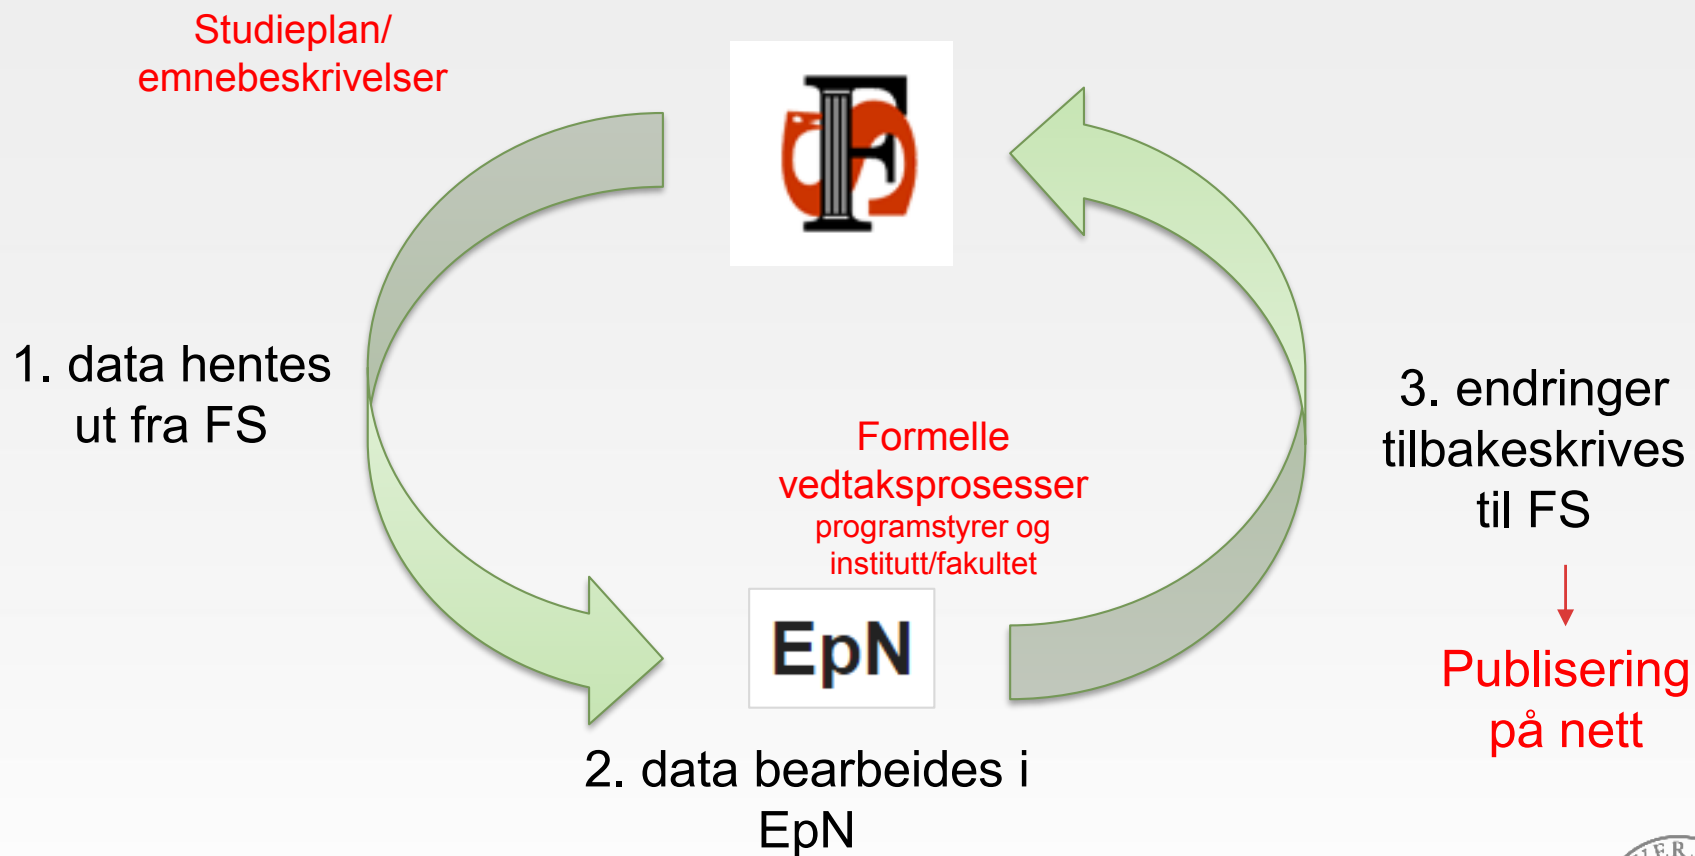 Studieplan/
emnebeskrivelser
FS
1. data hentes
ut fra FS
Formelle
vedtaksprosesser
programstyrer og
institutt/fakultet
EpN
2. data bearbeides i
EpN
3. endringer
tilbakeskrives
til FS
Publisering
på nett